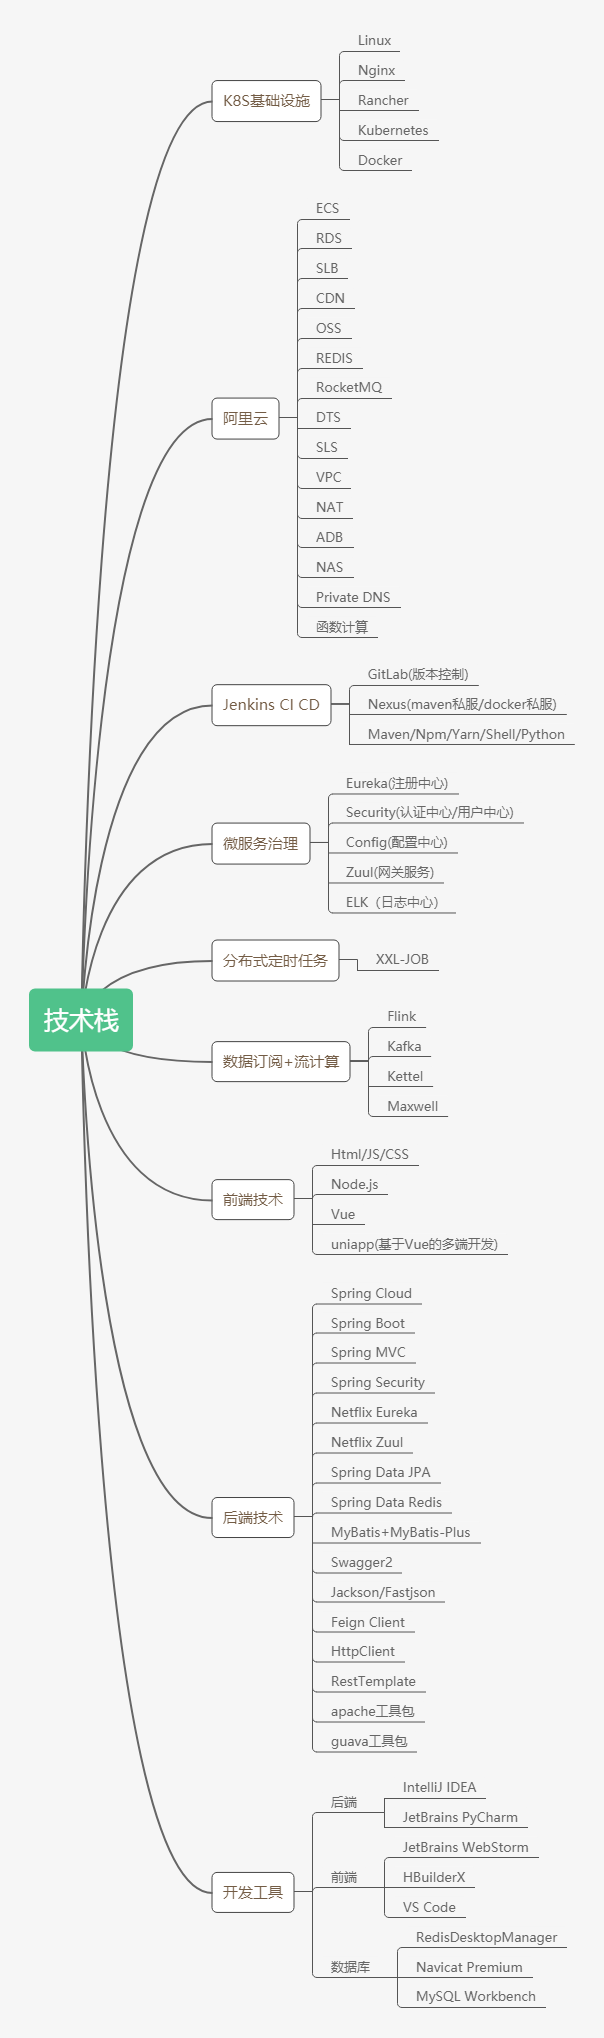 技术栈
K8S基础设施
Linux
Nginx
Rancher
Kubernetes
Docker
阿里云
ECS
RDS
SLB
CDN
OSS
REDIS
RocketMQ
DTS
SLS
VPC
NAT
ADB
NAS
Private DNS
函数计算
Jenkins CI CD
GitLab(版本控制)
Nexus(maven私服/docker私服)
Maven/Npm/Yarn/Shell/Python
微服务治理
Eureka(注册中心)
Security(认证中心/用户中心)
Config(配置中心)
Zuul(网关服务)
ELK（日志中心）
分布式定时任务
XXL-JOB
数据订阅+流计算
Flink
Kafka
Kettel
Maxwell
前端技术
Html/JS/CSS
Node.js
Vue
uniapp(基于Vue的多端开发)
后端技术
Spring Cloud
Spring Boot
Spring MVC
Spring Security
Netflix Eureka
Netflix Zuul
Spring Data JPA
Spring Data Redis
MyBatis+MyBatis-Plus
Swagger2
Jackson/Fastjson
Feign Client
HttpClient
RestTemplate
apache工具包
guava工具包
开发工具
后端
IntelliJ IDEA
JetBrains PyCharm
前端
JetBrains WebStorm
HBuilderX
VS Code
数据库
RedisDesktopManager
Navicat Premium
MySQL Workbench